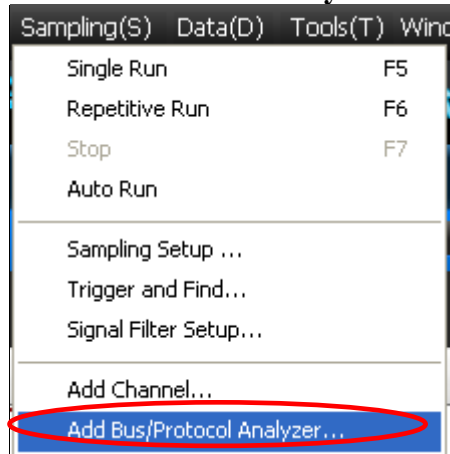 Sampling(S) Data(D) Tools(T)
Single Run F5
Repetitive Run F6
Stop F7
Auto Run
Sampling Setup ...
Trigger and Find...
Signal Filter Setup...
Add Channel...
Add Bus/Protocol Analyzer...